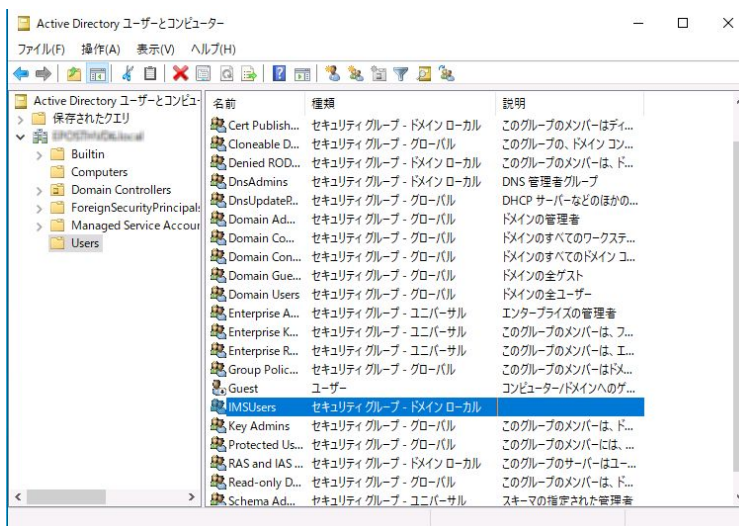 Active Directory ユーザーとコンピューター
ファイル(F) 操作(A) 表示(V) ヘルプ(H)
Active Directory ユーザーとコンピュー
保存されたクエリ
Builtin
Computers
Domain Controllers
ForeignSecurityPrincipals
Managed Service Accour
Users
名前 種類 説明
Cert Publish... セキュリティ グループ - ドメイン ローカル このグループのメンバーはディ...
Cloneable D... セキュリティ グループ - グローバル このグループの、ドメイン コン...
Denied ROD... セキュリティ グループ - ドメイン ローカル このグループのメンバーは、ド...
DnsAdmins セキュリティ グループ - ドメイン ローカル DNS 管理者グループ
DnsUpdateP... セキュリティ グループ - グローバル DHCP サーバーなどのほかの...
Domain Ad... セキュリティ グループ - グローバル ドメインの管理者
Domain Co... セキュリティ グループ - グローバル ドメインのすべてのワークステ...
Domain Con... セキュリティ グループ - グローバル ドメインのすべてのドメイン コ...
Domain Gue... セキュリティ グループ - グローバル ドメインの全ゲスト
Domain Users セキュリティ グループ - グローバル ドメインの全ユーザー
Enterprise A... セキュリティ グループ - ユニバーサル エンタープライズの管理者
Enterprise K... セキュリティ グループ - ユニバーサル このグループのメンバーは、フ...
Enterprise R... セキュリティ グループ - ユニバーサル このグループのメンバーは、エ...
Group Polic... セキュリティ グループ - グローバル このグループのメンバーはドメ...
Guest ユーザー コンピューター/ドメインへのゲ...
IMSUsers セキュリティ グループ - ドメイン ローカル
Key Admins セキュリティ グループ - グローバル このグループのメンバーは、ド...
Protected Us... セキュリティ グループ - グローバル このグループのメンバーには、...
RAS and IAS ... セキュリティ グループ - ドメイン ローカル このグループのサーバーはユー...
Read-only D... セキュリティ グループ - グローバル このグループのメンバーは、ド...
Schema Ad... セキュリティ グループ - ユニバーサル スキーマの指定された管理者